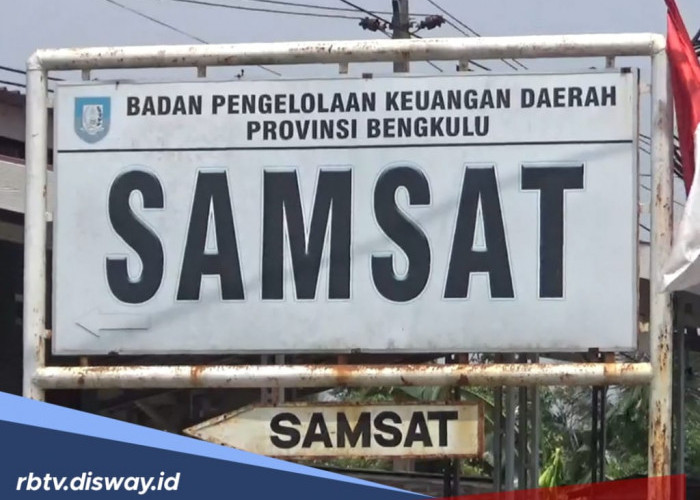 BADAN PENGELOLAAN KEUANGAN DAERAH
PROVINSI BENGKULU
SAMSAT
SAMSAT
rbtv.disway.id